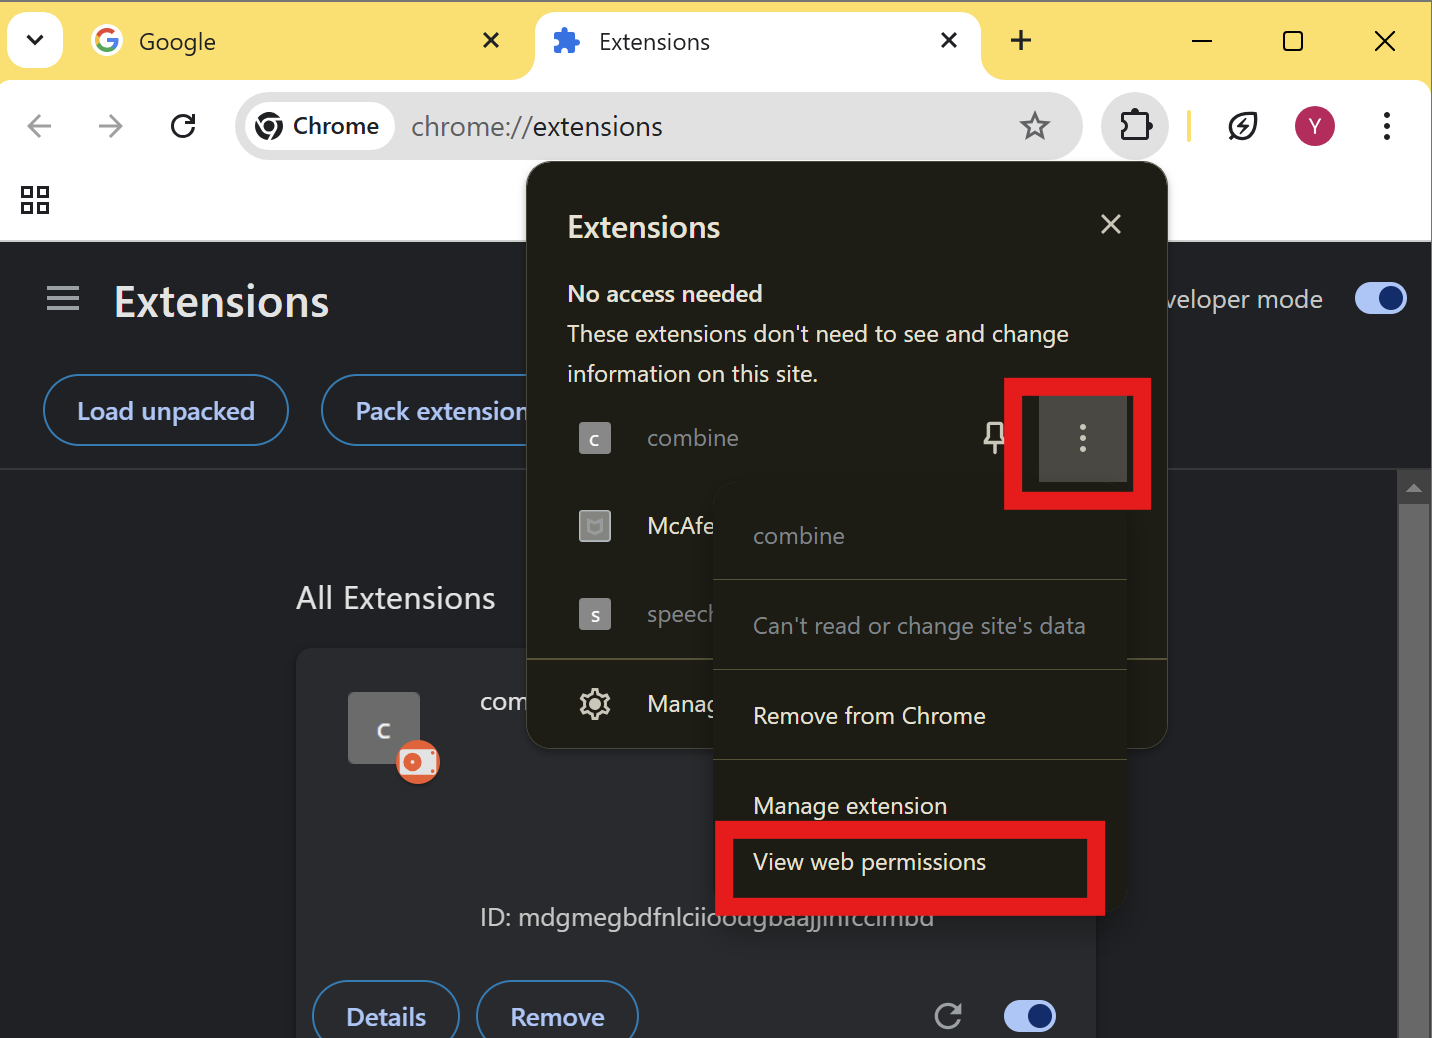 Google
Extensions
Chrome
chrome://extensions
Y
Extensions
Extensions
No access needed
These extensions don't need to see and change
information on this site.
veloper mode
Load unpacked
Pack extension
c
combine
McAfe
s
speech
Manag
combine
Can't read or change site's data
Remove from Chrome
Manage extension
View web permissions
All Extensions
c
com
ID:
Details
Remove